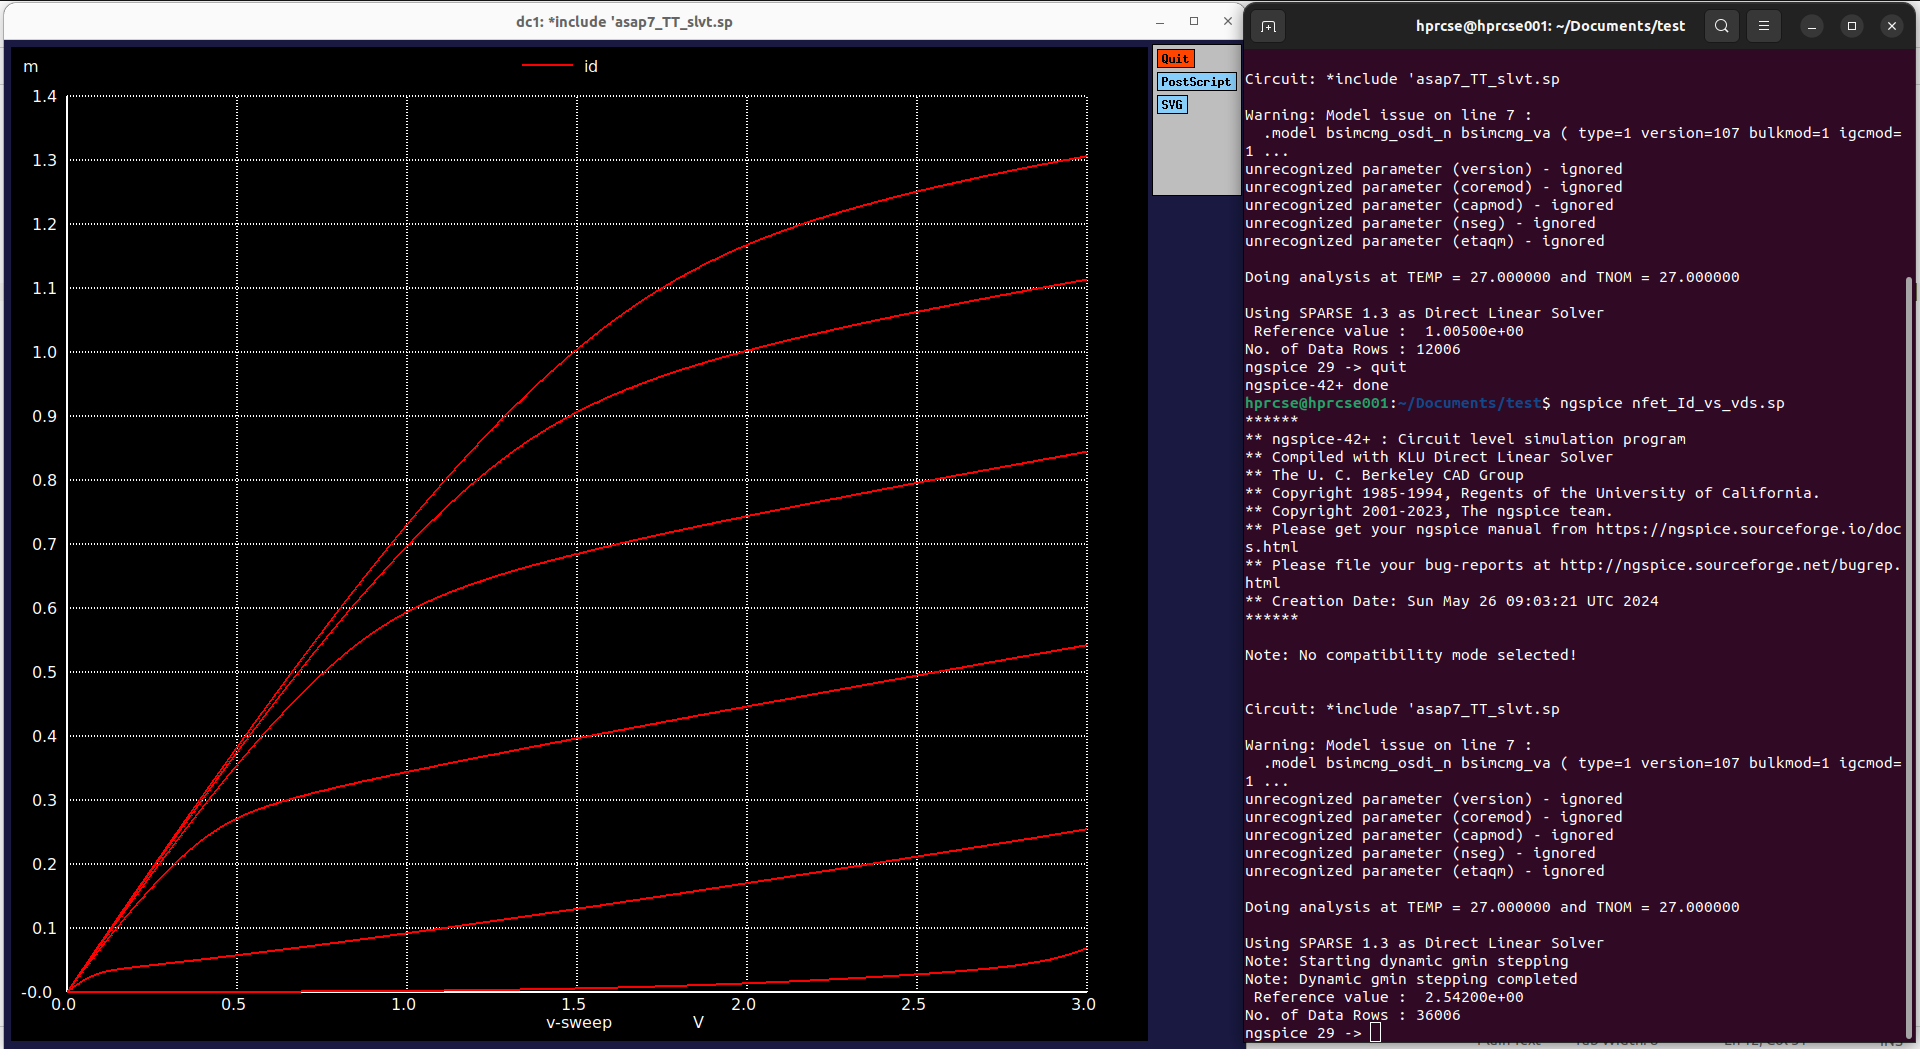 dc1: *include 'asap7_TT_slvt.sp
m
id
Quit
PostScript
SVG
1.4
1.3
1.2
1.1
1.0
0.9
0.8
0.7
0.6
0.5
0.4
0.3
0.2
0.1
-0.0
0.0 0.5 1.0 1.5 2.0 2.5 3.0
v-sweep V
hprcse@hprcse001: ~/Documents/test
Circuit: *include 'asap7_TT_slvt.sp
Warning: Model issue on line 7 :
.model bsimcmg_osdi_n bsimcmg_va ( type=1 version=107 bulkmod=1 igcmod=
1 ...
unrecognized parameter (version) - ignored
unrecognized parameter (coremod) - ignored
unrecognized parameter (capmod) - ignored
unrecognized parameter (nseg) - ignored
unrecognized parameter (etaqm) - ignored
Doing analysis at TEMP = 27.000000 and TNOM = 27.000000
Using SPARSE 1.3 as Direct Linear Solver
Reference value :  1.00500e+00
No. of Data Rows : 12006
ngspice 29 -> quit
ngspice-42+ done
hprcse@hprcse001:~/Documents/test$ ngspice nfet_Id_vs_vds.sp
******
** ngspice-42+ : Circuit level simulation program
** Compiled with KLU Direct Linear Solver
** The U. C. Berkeley CAD Group
** Copyright 1985-1994, Regents of the University of California.
** Copyright 2001-2023, The ngspice team.
** Please get your ngspice manual from https://ngspice.sourceforge.io/doc
s.html
** Please file your bug-reports at http://ngspice.sourceforge.net/bugrep.
html
** Creation Date: Sun May 26 09:03:21 UTC 2024
******
Note: No compatibility mode selected!
Circuit: *include 'asap7_TT_slvt.sp
Warning: Model issue on line 7 :
.model bsimcmg_osdi_n bsimcmg_va ( type=1 version=107 bulkmod=1 igcmod=
1 ...
unrecognized parameter (version) - ignored
unrecognized parameter (coremod) - ignored
unrecognized parameter (capmod) - ignored
unrecognized parameter (nseg) - ignored
unrecognized parameter (etaqm) - ignored
Doing analysis at TEMP = 27.000000 and TNOM = 27.000000
Using SPARSE 1.3 as Direct Linear Solver
Note: Starting dynamic gmin stepping
Note: Dynamic gmin stepping completed
Reference value :  2.54200e+00
No. of Data Rows : 36006
ngspice 29 ->